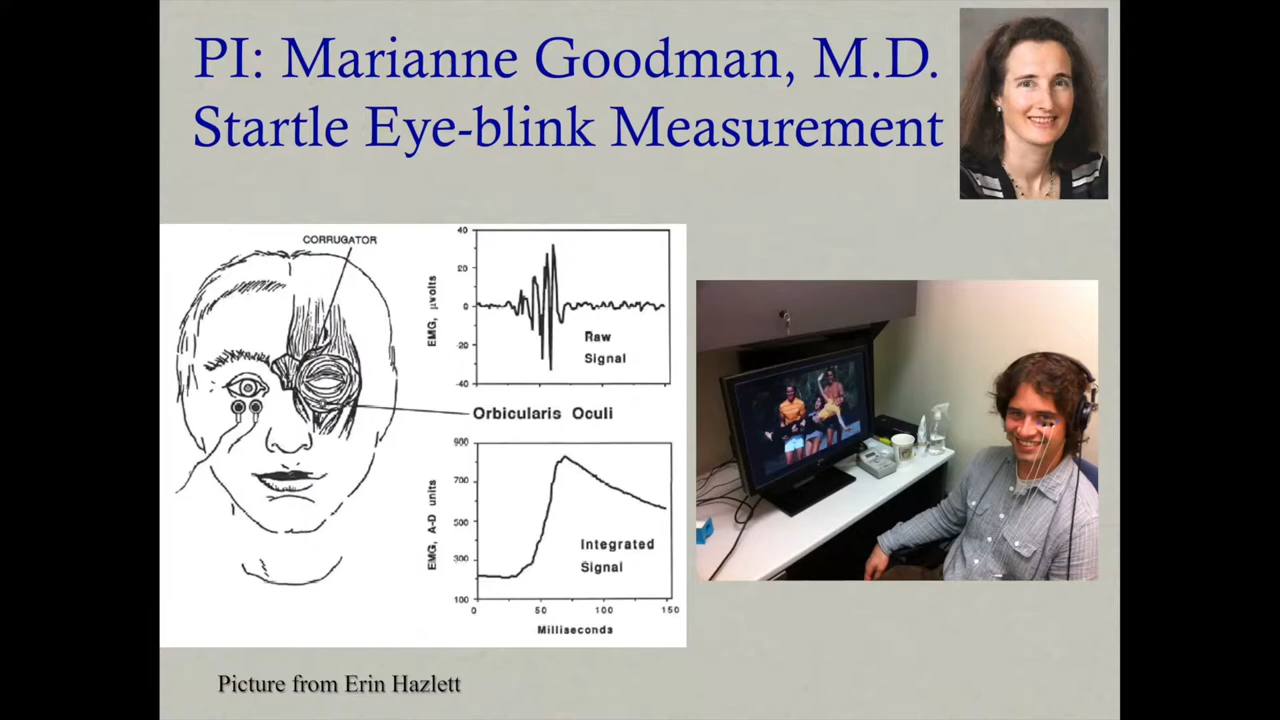 PI: Marianne Goodman, M.D.
Startle Eye-blink Measurement
CORRUGATOR
40
20
0
-20
-40
EMG, μvolts
Raw
Signal
Orbicularis Oculi
900
700
500
300
100
EMG, A-D units
Integrated
Signal
0 50 100 150
Milliseconds
Picture from Erin Hazlett